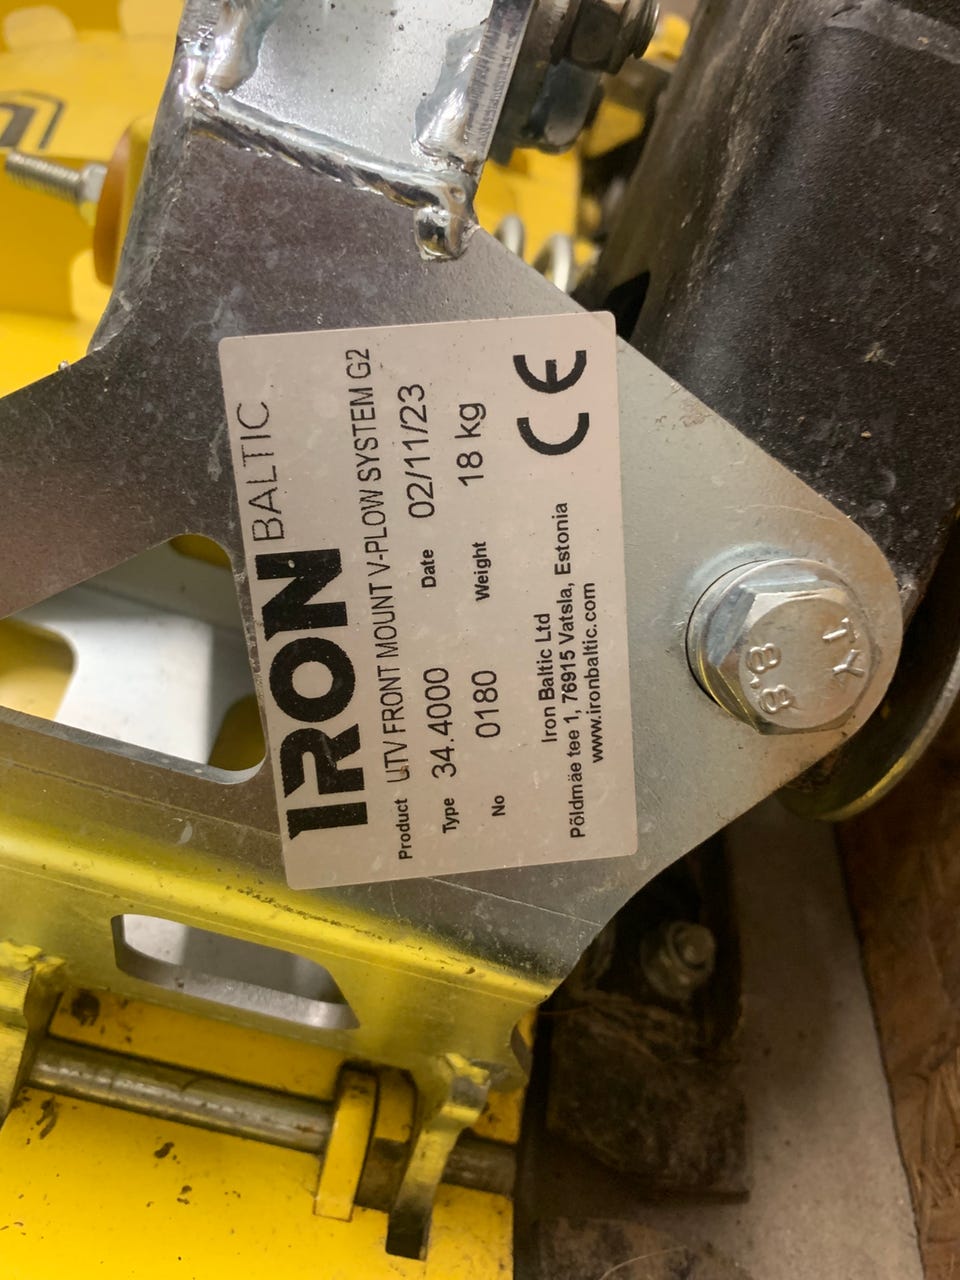 IRON BALTIC
Product UTV FRONT MOUNT V-PLOW SYSTEM G2
Type 34.4000 Date 02/11/23
No 0180 Weight 18 kg
Iron Baltic Ltd
Põldmäe tee 1, 76915 Vatsla, Estonia
www.ironbaltic.com
CE
TY
8.8